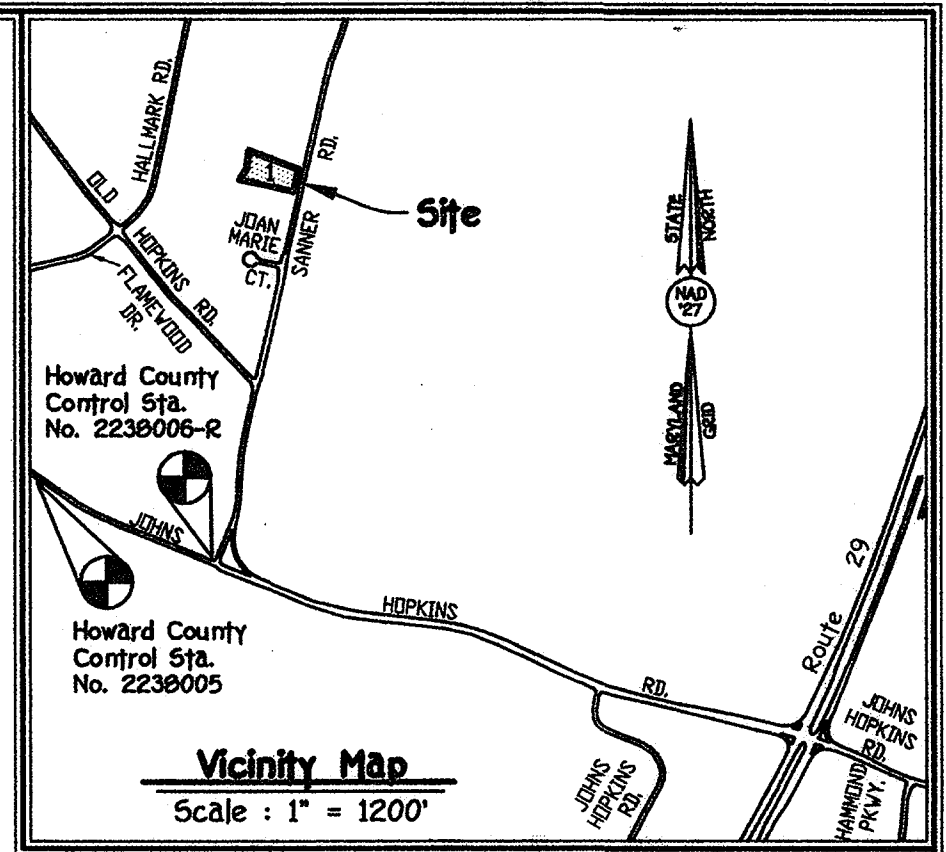 HALLMARK RD.
OLD
HOPKINS
RD.
FLAMEWOOD
DR.
1
RD.
SANNER
Site
JOAN
MARIE
CT.
STATE
NORTH
NAD
'27
MARYLAND
GRID
Howard County
Control Sta.
No. 2238006-R
JOHNS
HOPKINS
RD.
Howard County
Control Sta.
No. 2238005
Route 29
JOHNS
HOPKINS
RD.
JOHNS
HOPKINS
RD.
HAMMOND
PKWY.
Vicinity Map
Scale : 1" = 1200'